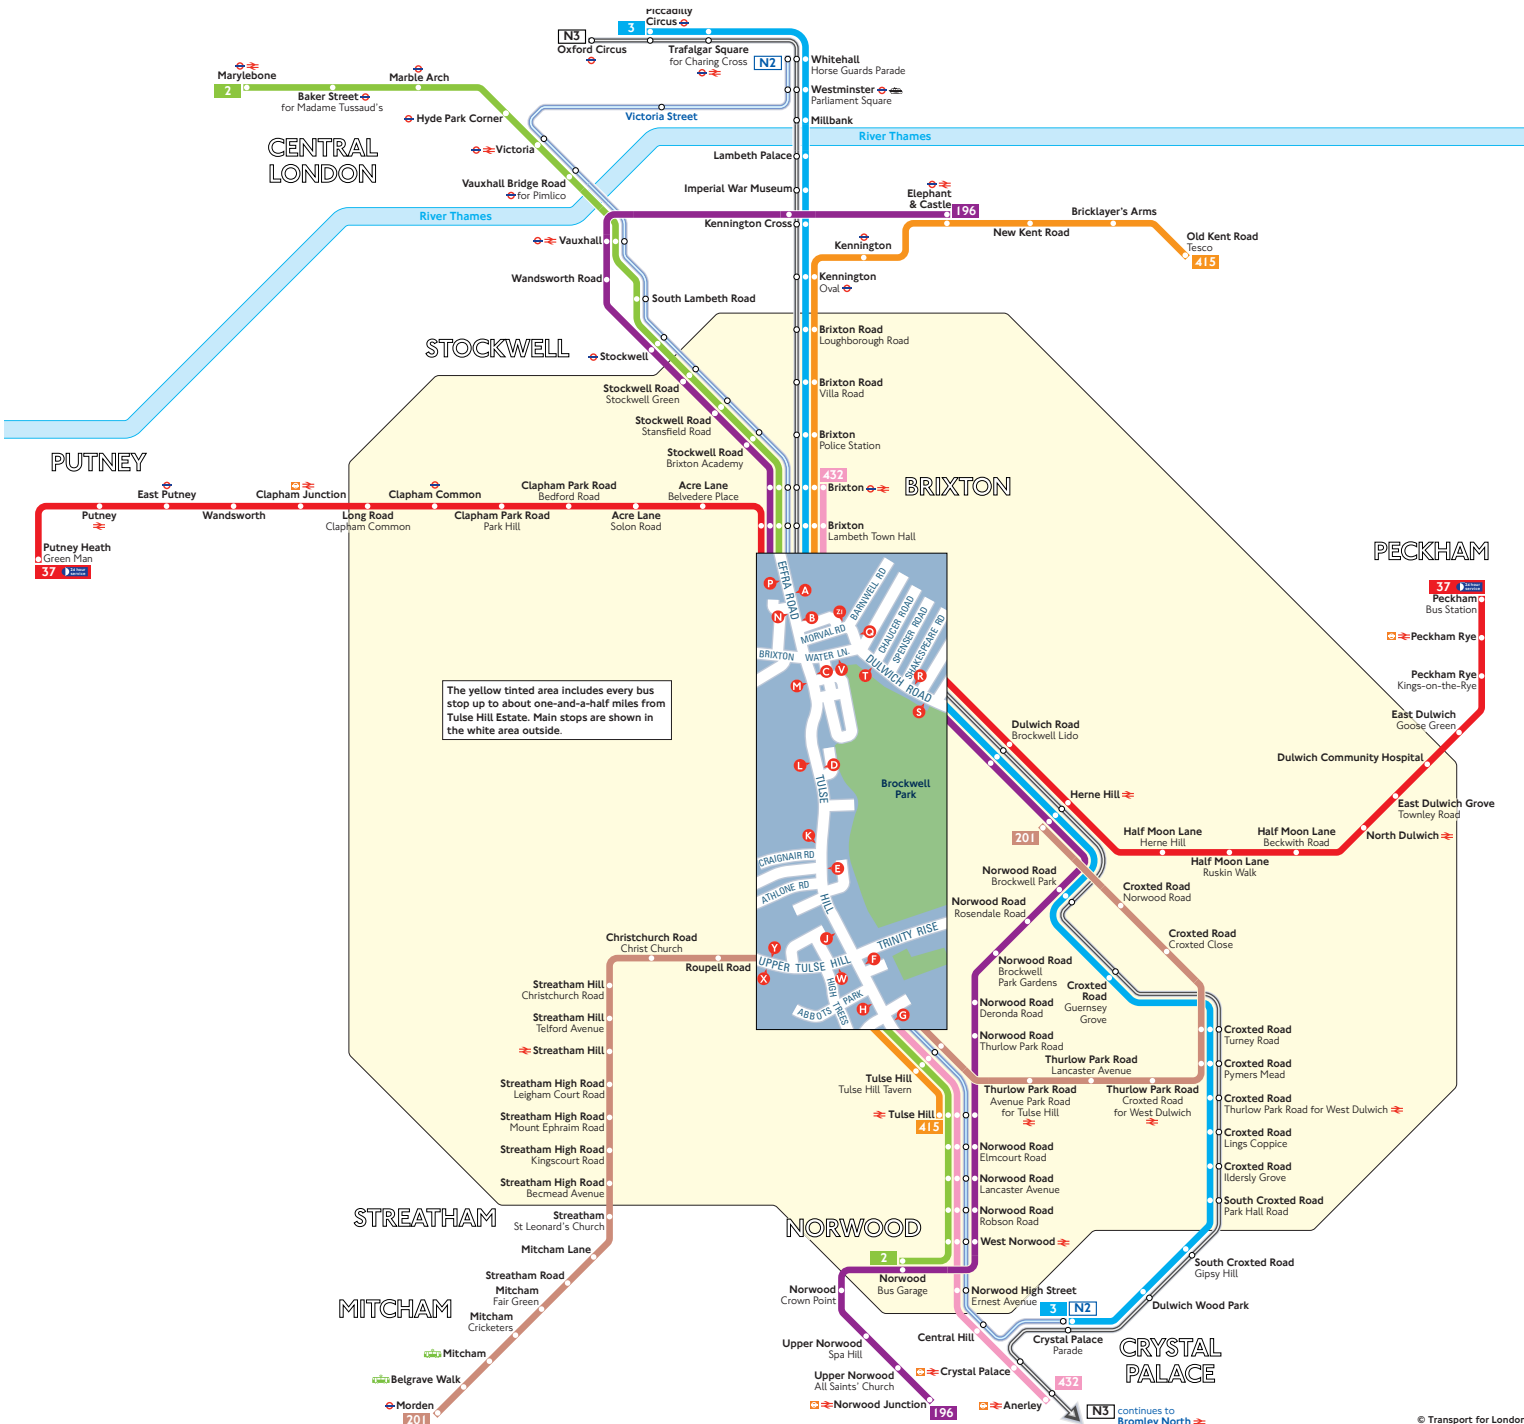 Piccadilly
Circus
3
N3
Oxford Circus
Trafalgar Square
for Charing Cross
N2
Whitehall
Horse Guards Parade
Westminster
Parliament Square
Millbank
Victoria Street
Marylebone
2
Baker Street
for Madame Tussaud's
Marble Arch
Hyde Park Corner
CENTRAL
LONDON
Victoria
Vauxhall Bridge Road
for Pimlico
River Thames
River Thames
Lambeth Palace
Imperial War Museum
Elephant
& Castle
196
Kennington Cross
Bricklayer's Arms
New Kent Road
Old Kent Road
Tesco
415
Vauxhall
Kennington
Wandsworth Road
Kennington
Oval
South Lambeth Road
STOCKWELL
Stockwell
Brixton Road
Loughborough Road
Stockwell Road
Stockwell Green
Brixton Road
Villa Road
Stockwell Road
Stansfield Road
Brixton
Police Station
Stockwell Road
Brixton Academy
432
Brixton
BRIXTON
Brixton
Lambeth Town Hall
PUTNEY
East Putney
Clapham Junction
Clapham Common
Clapham Park Road
Bedford Road
Acre Lane
Belvedere Place
Putney
Wandsworth
Long Road
Clapham Common
Clapham Park Road
Park Hill
Acre Lane
Solon Road
Putney Heath
Green Man
37
24 hour
service
PECKHAM
37
24 hour
service
Peckham
Bus Station
Peckham Rye
Peckham Rye
Kings-on-the-Rye
East Dulwich
Goose Green
Dulwich Community Hospital
East Dulwich Grove
Townley Road
North Dulwich
Half Moon Lane
Herne Hill
Half Moon Lane
Beckwith Road
Half Moon Lane
Ruskin Walk
The yellow tinted area includes every bus
stop up to about one-and-a-half miles from
Tulse Hill Estate. Main stops are shown in
the white area outside.
EFFRA ROAD
P
A
N
B
Z1
Q
BARNWELL RD
MORVAL RD
CHAUCER ROAD
SPENSER ROAD
SHAKESPEARE RD
BRIXTON WATER LN.
DULWICH ROAD
C
V
T
R
M
S
L
D
TULSE
Brockwell
Park
K
CRAIGNAIR RD
E
ATHLONE RD
HILL
J
TRINITY RISE
Y
F
UPPER TULSE HILL
X
W
HIGH TREES
ABBOTS PARK
H
G
Dulwich Road
Brockwell Lido
Herne Hill
201
Norwood Road
Brockwell Park
Croxted Road
Norwood Road
Norwood Road
Rosendale Road
Croxted Road
Croxted Close
Norwood Road
Brockwell
Park Gardens
Croxted
Road
Guernsey
Grove
Norwood Road
Deronda Road
Norwood Road
Thurlow Park Road
Thurlow Park Road
Lancaster Avenue
Thurlow Park Road
Avenue Park Road
for Tulse Hill
Thurlow Park Road
Croxted Road
for West Dulwich
Croxted Road
Turney Road
Croxted Road
Pymers Mead
Croxted Road
Thurlow Park Road for West Dulwich
Croxted Road
Lings Coppice
Croxted Road
Ildersly Grove
South Croxted Road
Park Hall Road
South Croxted Road
Gipsy Hill
Dulwich Wood Park
Christchurch Road
Christ Church
Roupell Road
Streatham Hill
Christchurch Road
Streatham Hill
Telford Avenue
Streatham Hill
Streatham High Road
Leigham Court Road
Streatham High Road
Mount Ephraim Road
Streatham High Road
Kingscourt Road
Streatham High Road
Becmead Avenue
STREATHAM
Streatham
St Leonard's Church
Mitcham Lane
Streatham Road
MITCHAM
Mitcham
Fair Green
Mitcham
Cricketers
Mitcham
Belgrave Walk
Morden
201
Tulse Hill
Tulse Hill Tavern
Tulse Hill
415
Norwood Road
Elmcourt Road
Norwood Road
Lancaster Avenue
Norwood Road
Robson Road
NORWOOD
West Norwood
2
Norwood
Bus Garage
Norwood
Crown Point
Norwood High Street
Ernest Avenue
3
N2
Crystal Palace
Parade
CRYSTAL
PALACE
Central Hill
Upper Norwood
Spa Hill
Upper Norwood
All Saints' Church
Crystal Palace
432
Norwood Junction
196
Anerley
N3
continues to
Bromley North
© Transport for London